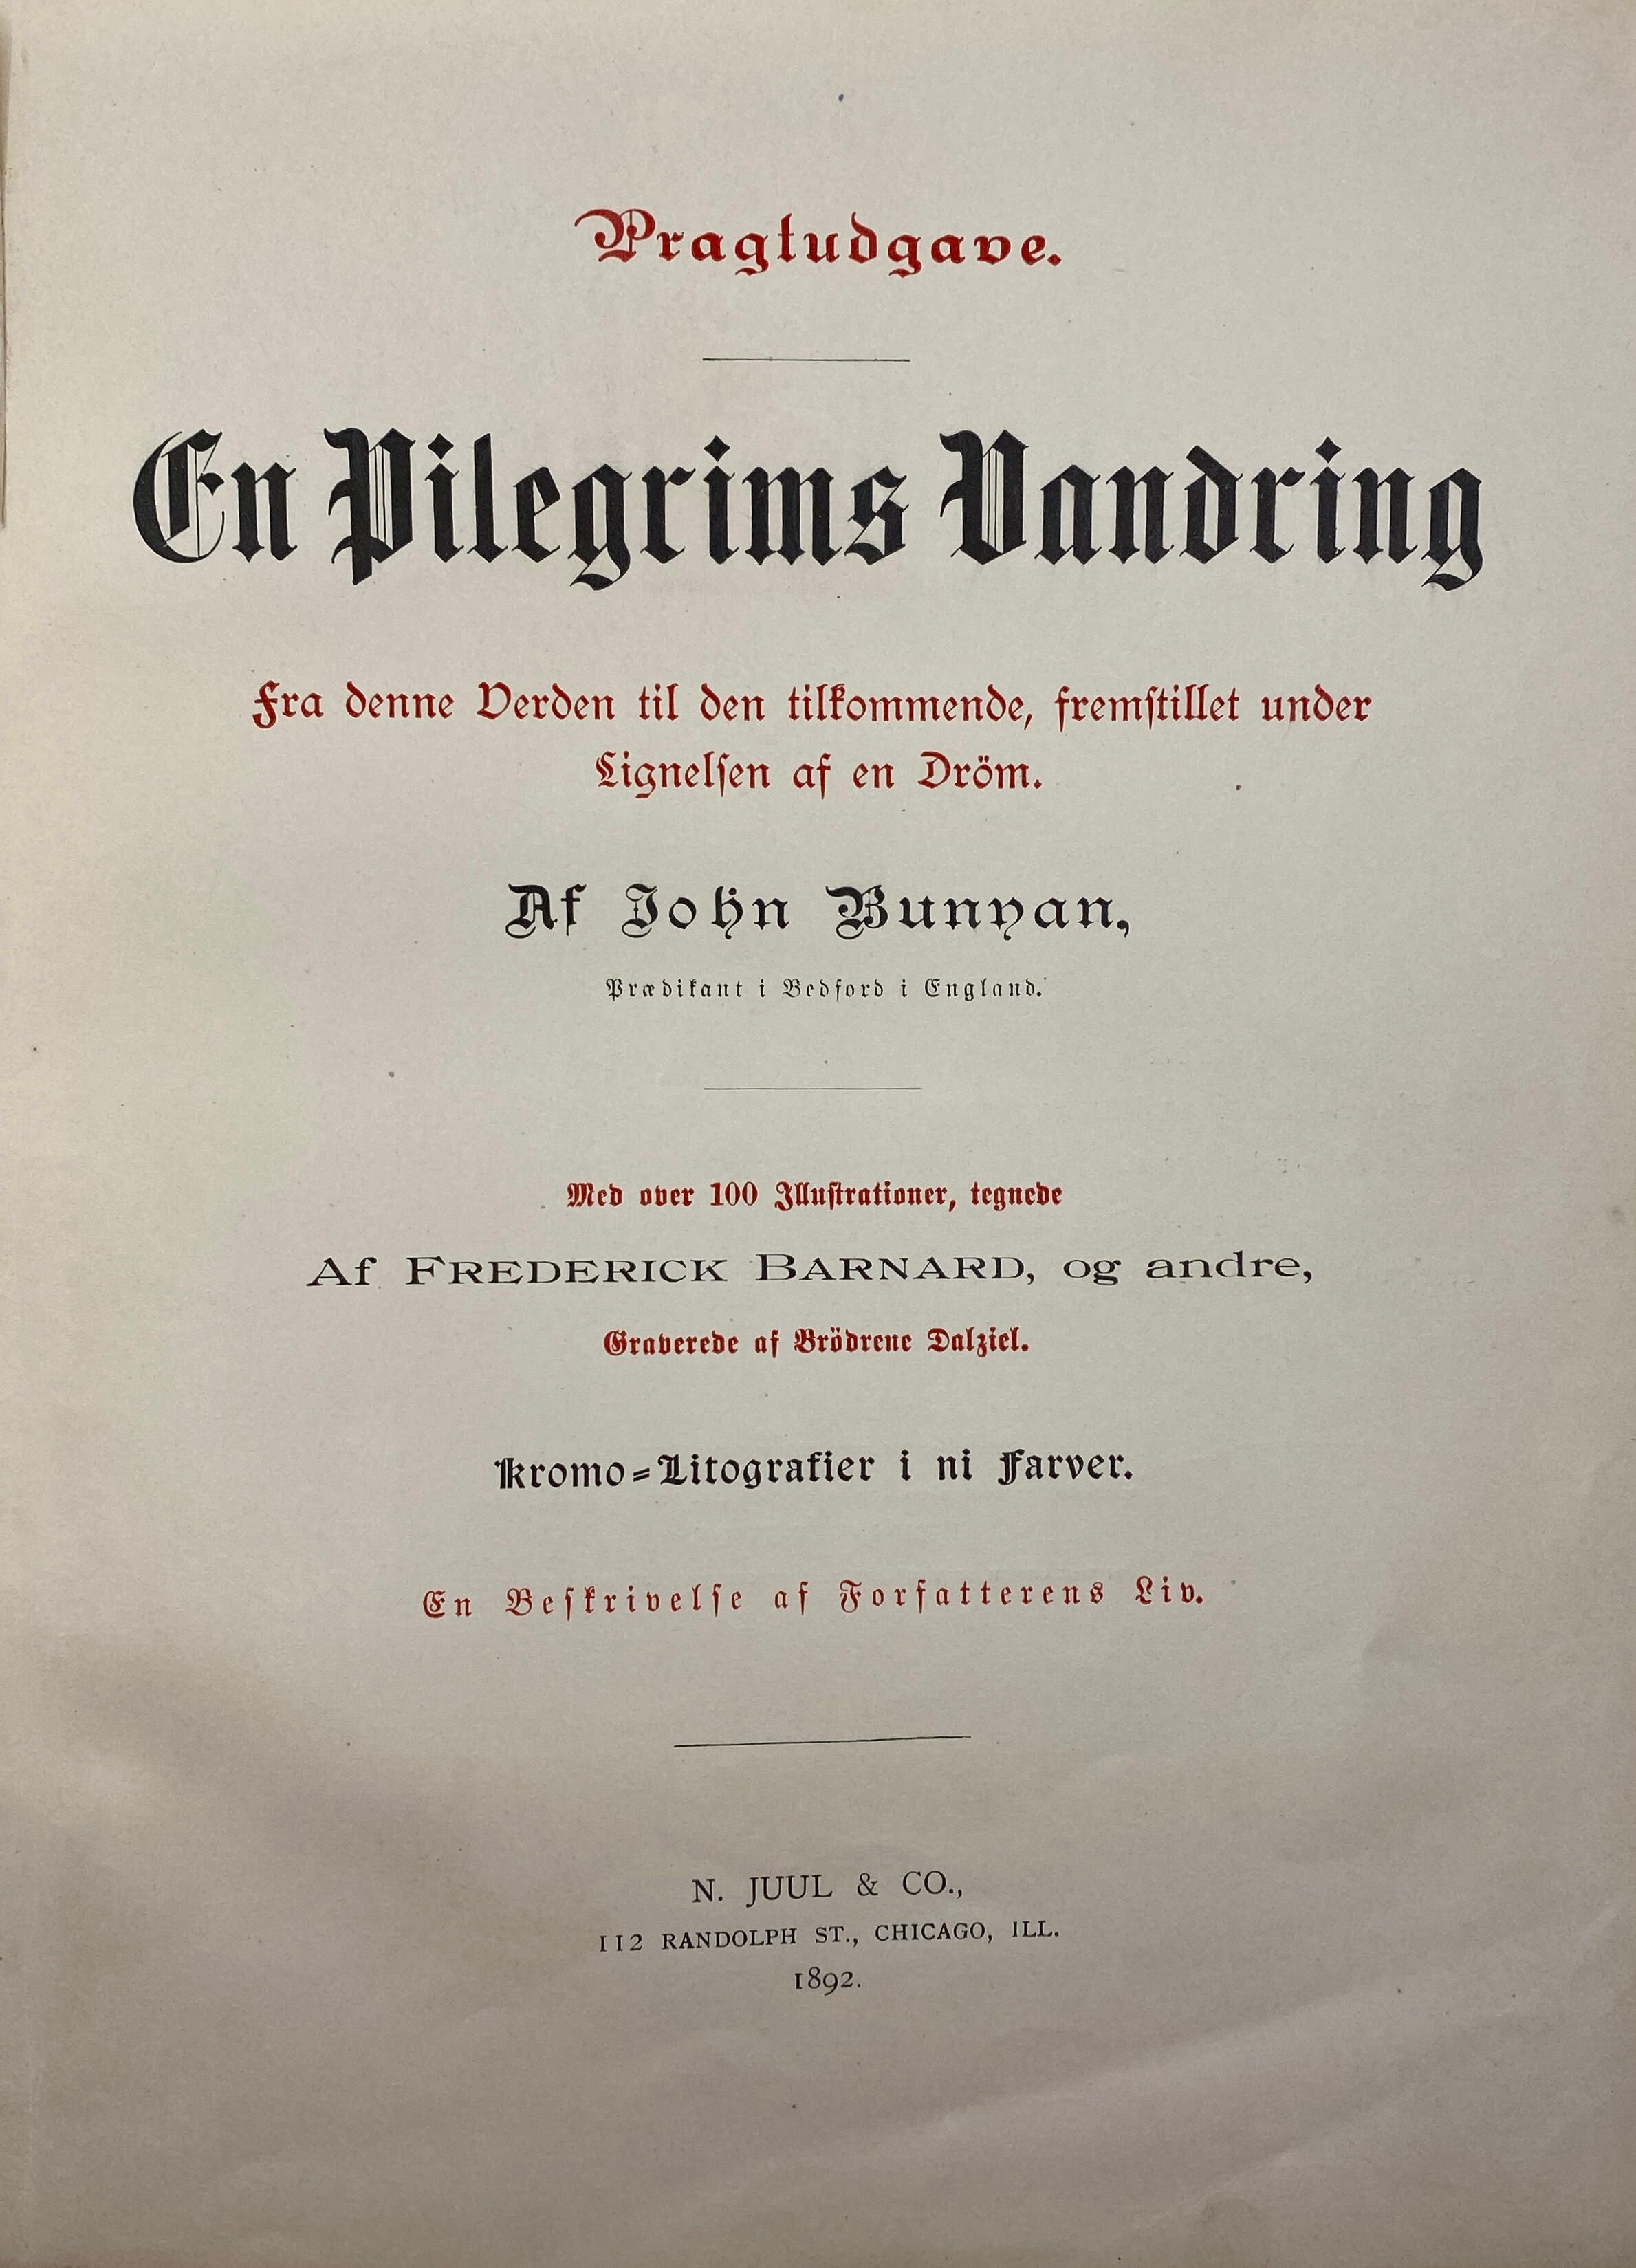 Pragtudgave.
En Pilegrims Vandring
Fra denne Verden til den tilkommende, fremstillet under
Lignelsen af en Dröm.
Af John Bunyan,
Prædikant i Bedford i England.
Med over 100 Illustrationer, tegnede
Af FREDERICK BARNARD, og andre,
Graverede af Brödrene Dalziel.
Kromo-Litografier i ni Farver.
En Beskrivelse af Forfatterens Liv.
N. JUUL & CO.,
112 RANDOLPH ST., CHICAGO, ILL.
1892.